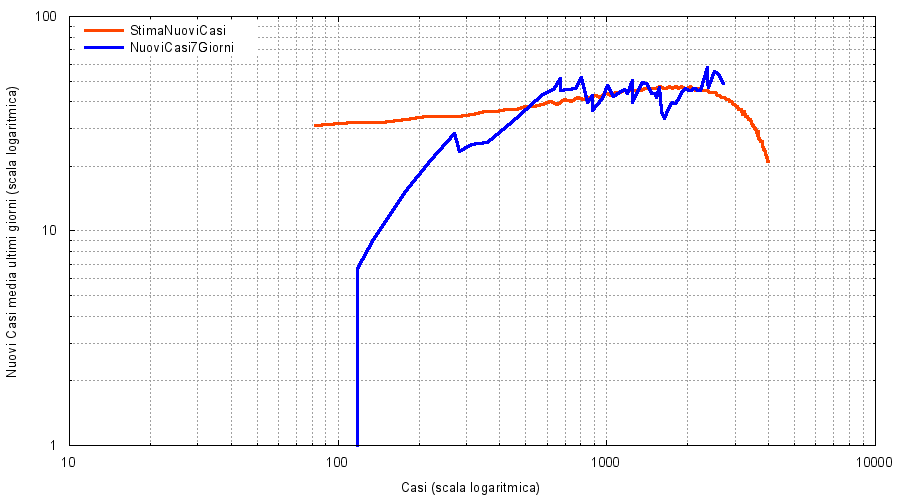 100
StimaNuoviCasi
NuoviCasi7Giorni
10
1
Nuovi Casi media ultimi giorni (scala logaritmica)
10
100
1000
10000
Casi (scala logaritmica)